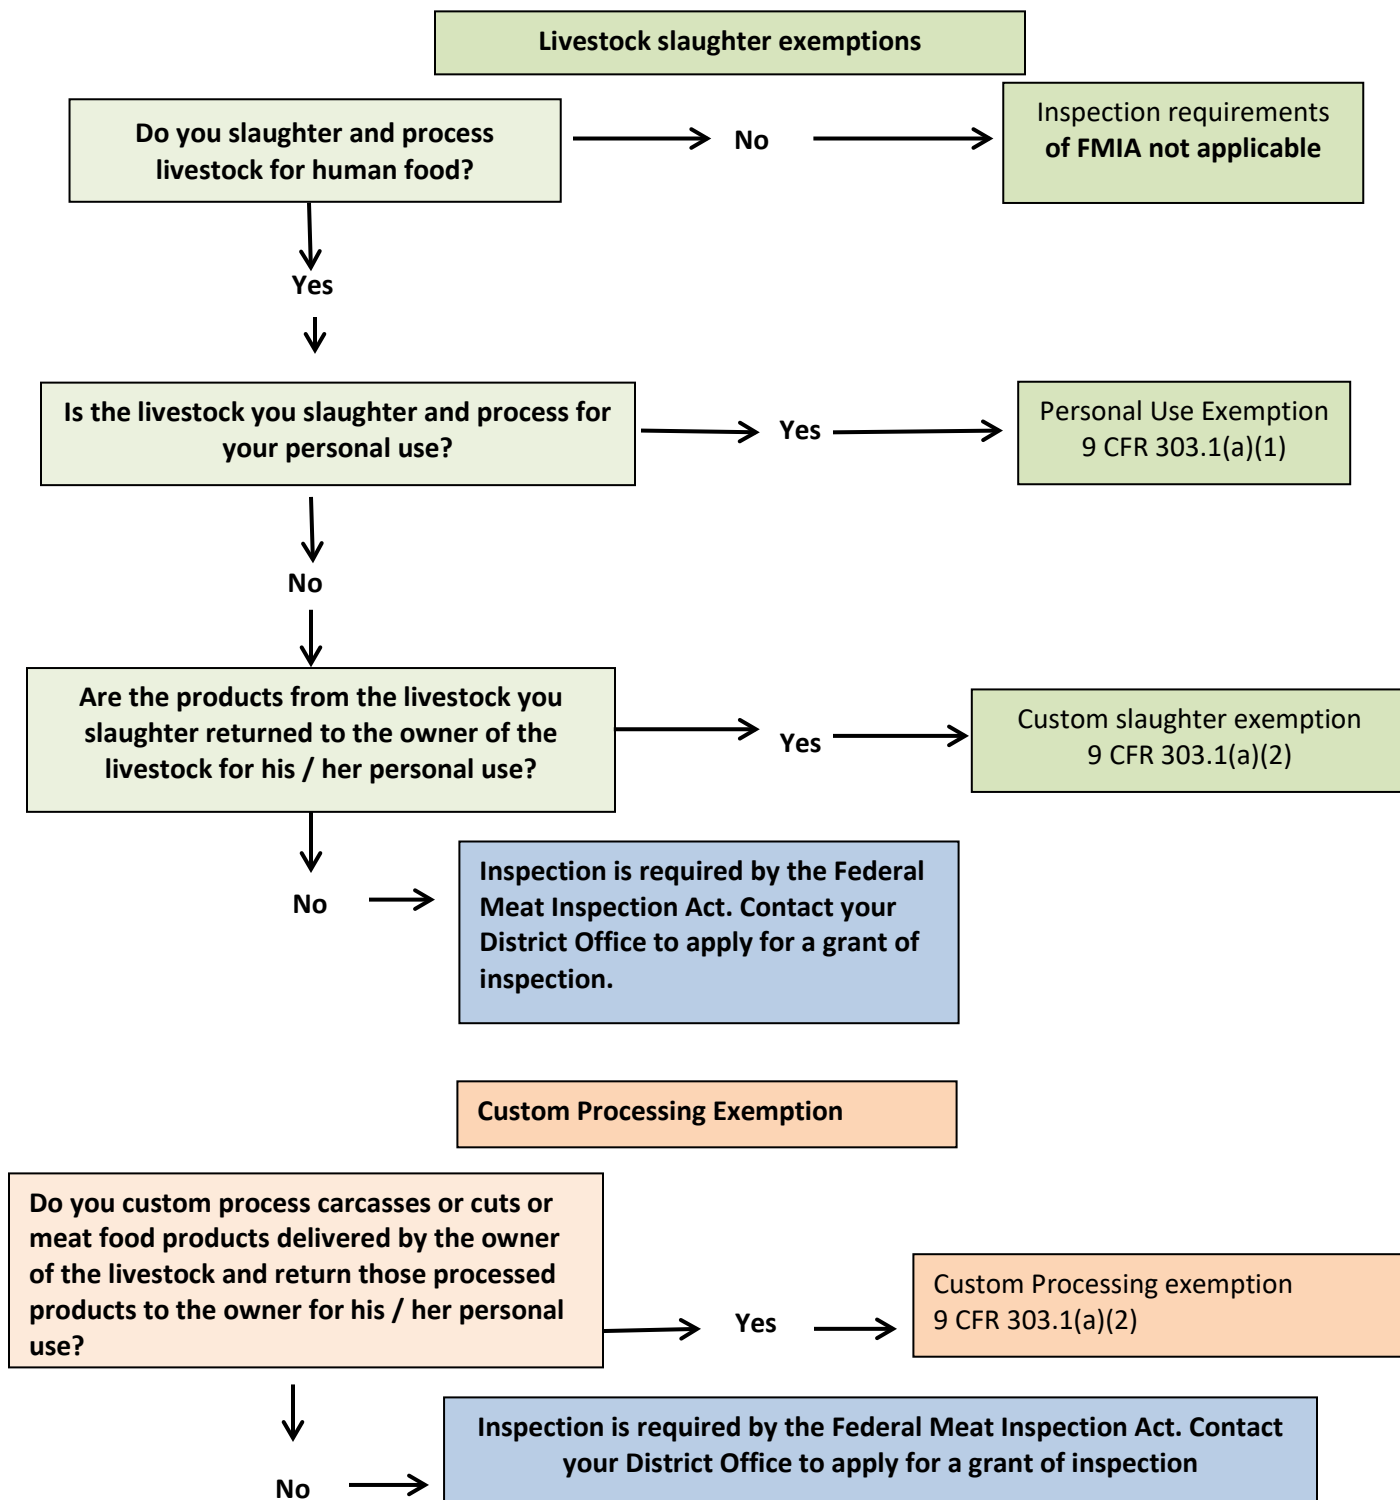 Livestock slaughter exemptions
Do you slaughter and process
livestock for human food?
No
Inspection requirements
of FMIA not applicable
Yes
Is the livestock you slaughter and process for
your personal use?
Yes
Personal Use Exemption
9 CFR 303.1(a)(1)
No
Are the products from the livestock you
slaughter returned to the owner of the
livestock for his / her personal use?
Yes
Custom slaughter exemption
9 CFR 303.1(a)(2)
No
Inspection is required by the Federal
Meat Inspection Act. Contact your
District Office to apply for a grant of
inspection.
Custom Processing Exemption
Do you custom process carcasses or cuts or
meat food products delivered by the owner
of the livestock and return those processed
products to the owner for his / her personal
use?
Yes
Custom Processing exemption
9 CFR 303.1(a)(2)
No
Inspection is required by the Federal Meat Inspection Act. Contact
your District Office to apply for a grant of inspection